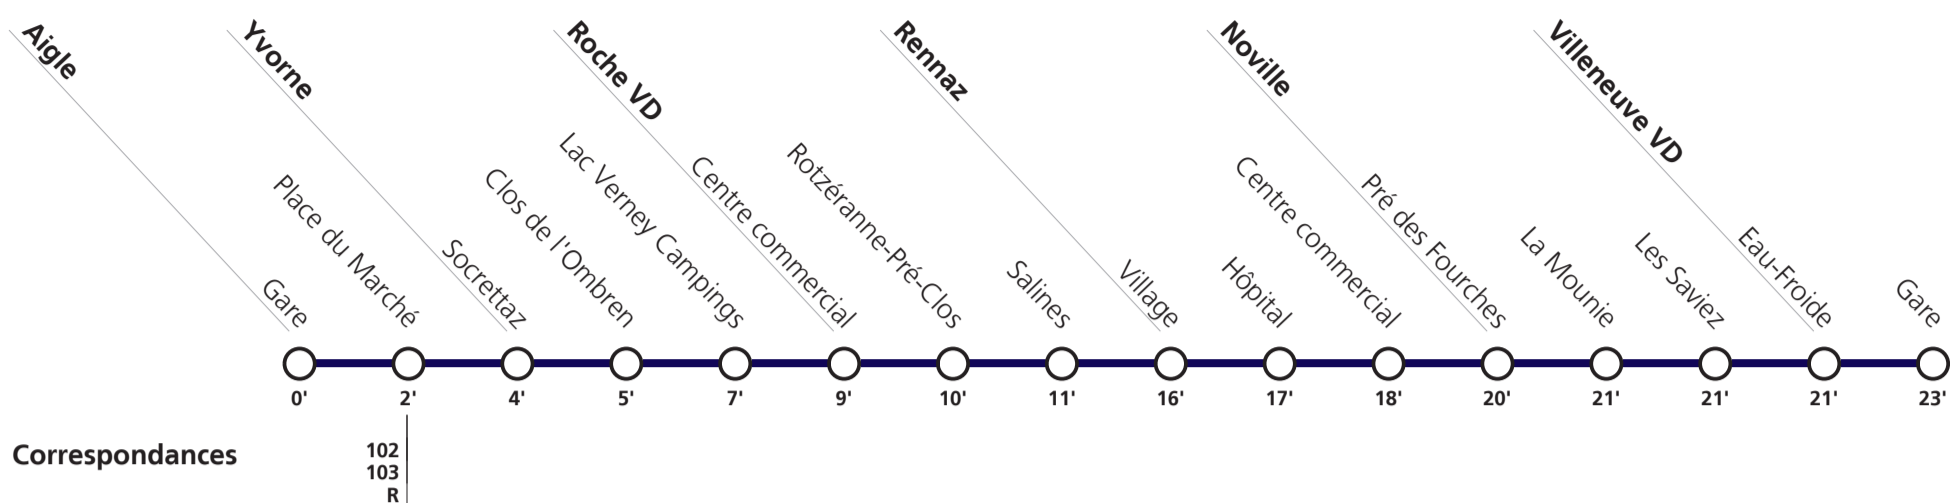 Aigle
Yvorne
Roche VD
Rennaz
Noville
Villeneuve VD
Gare
Place du Marché
Socrettaz
Clos de l'Ombren
Lac Verney Campings
Centre commercial
Rotzéranne-Pré-Clos
Salines
Village
Hôpital
Centre commercial
Pré des Fourches
La Mounie
Les Saviez
Eau-Froide
Gare
0' 2' 4' 5' 7' 9' 10' 11' 16' 17' 18' 20' 21' 21' 21' 23'
Correspondances
102
103
R